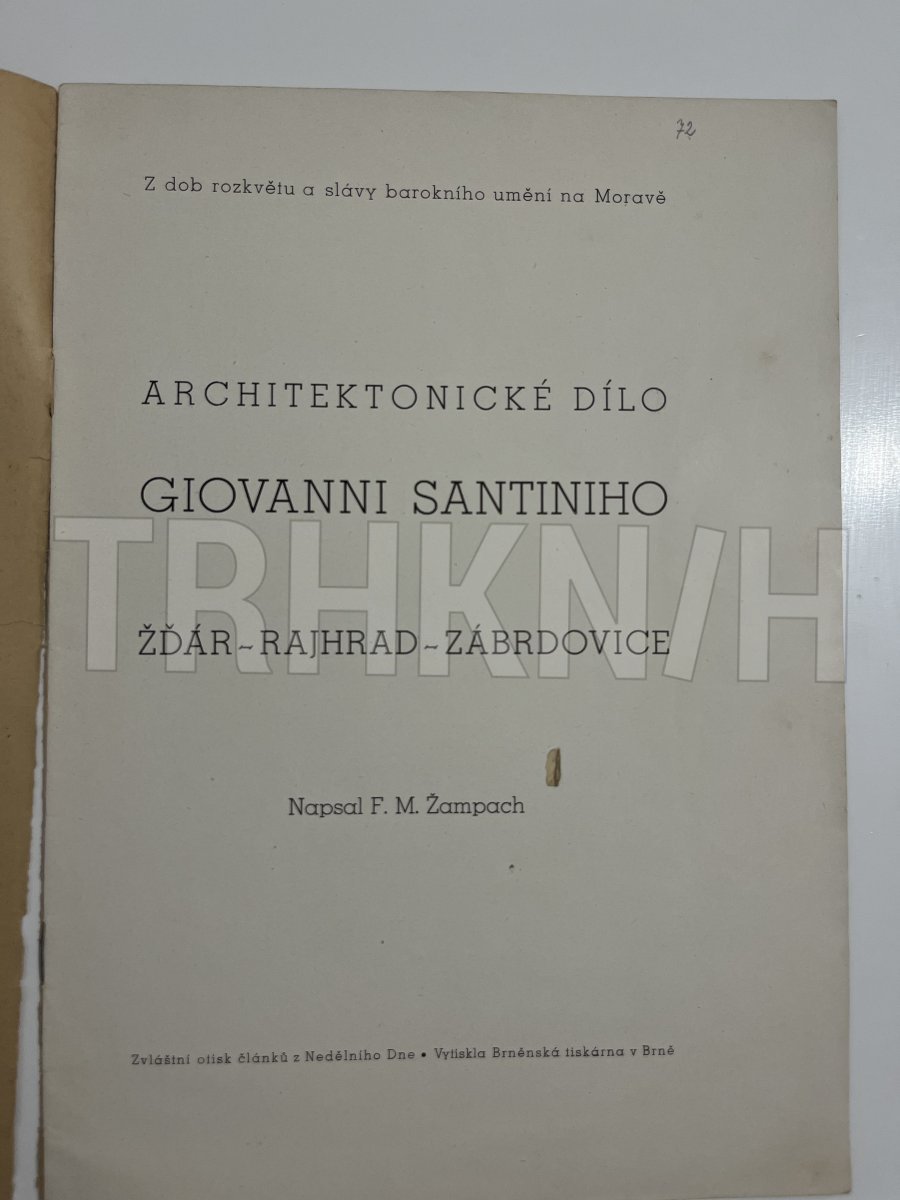 72
Z dob rozkvětu a slávy barokního umění na Moravě
ARCHITEKTONICKÉ DÍLO
GIOVANNI SANTINIHO
TRHKNIH
ŽĎÁR ~ RAJHRAD ~ ZÁBRDOVICE
Napsal F. M. Žampach
Zvláštní otisk článků z Nedělního Dne • Vytiskla Brněnská tiskárna v Brně